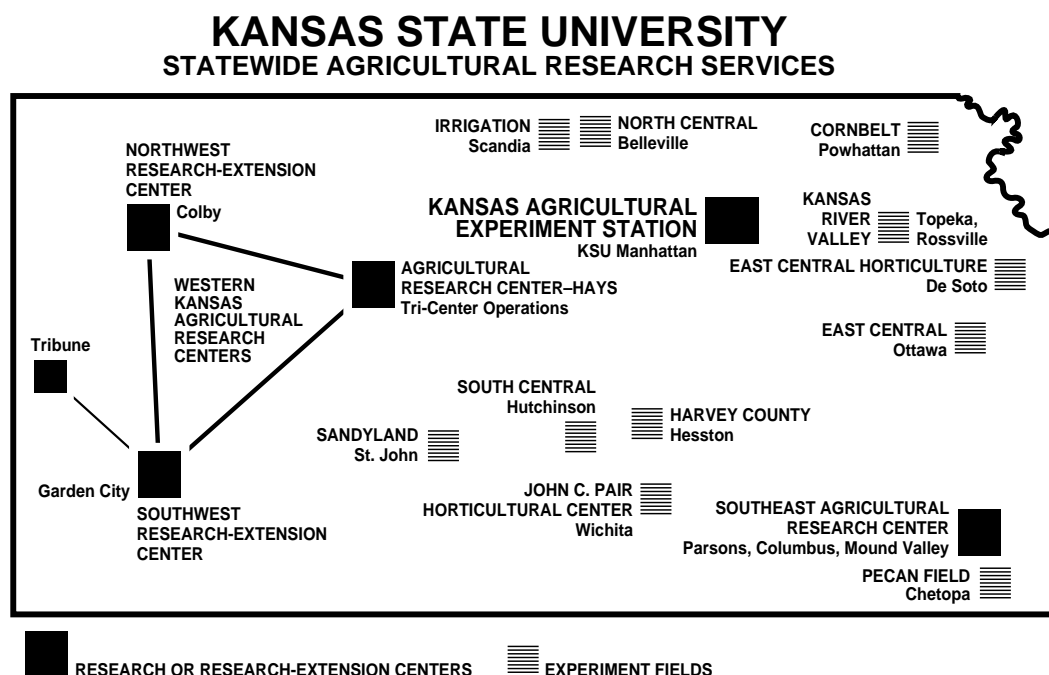 KANSAS STATE UNIVERSITY
STATEWIDE AGRICULTURAL RESEARCH SERVICES
IRRIGATION
Scandia
NORTH CENTRAL
Belleville
CORNBELT
Powhattan
NORTHWEST
RESEARCH-EXTENSION
CENTER
Colby
KANSAS AGRICULTURAL
EXPERIMENT STATION
KSU Manhattan
KANSAS
RIVER
VALLEY
Topeka,
Rossville
AGRICULTURAL
RESEARCH CENTER–HAYS
Tri-Center Operations
EAST CENTRAL HORTICULTURE
De Soto
WESTERN
KANSAS
AGRICULTURAL
RESEARCH
CENTERS
EAST CENTRAL
Ottawa
Tribune
SOUTH CENTRAL
Hutchinson
HARVEY COUNTY
Hesston
SANDYLAND
St. John
Garden City
SOUTHWEST
RESEARCH-EXTENSION
CENTER
JOHN C. PAIR
HORTICULTURAL CENTER
Wichita
SOUTHEAST AGRICULTURAL
RESEARCH CENTER
Parsons, Columbus, Mound Valley
PECAN FIELD
Chetopa
RESEARCH OR RESEARCH-EXTENSION CENTERS
EXPERIMENT FIELDS